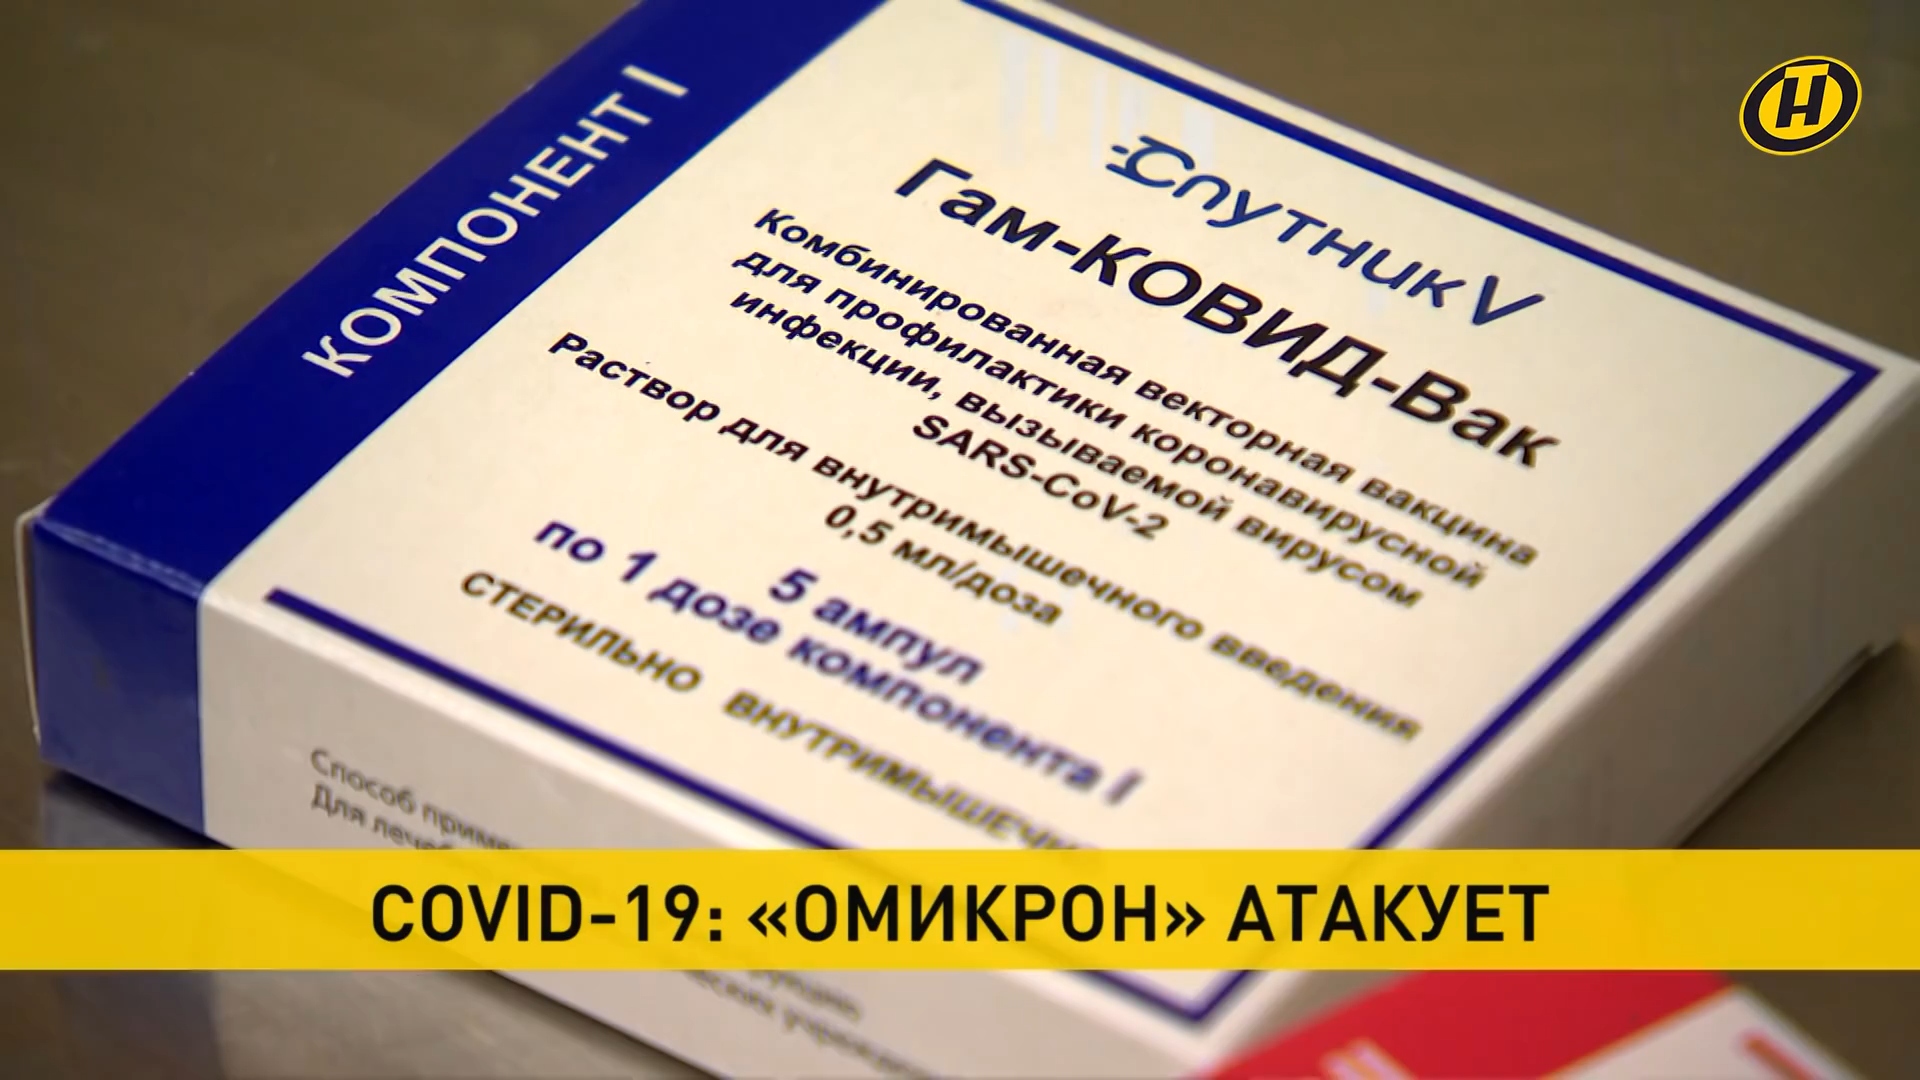 КОМПОНЕНТ I
Спутник V
Гам-КОВИД-Вак
Комбинированная векторная вакцина
для профилактики коронавирусной
инфекции, вызываемой вирусом
SARS-CoV-2
Раствор для внутримышечного введения
0,5 мл/доза
5 ампул
по 1 дозе компонента I
СТЕРИЛЬНО ВНУТРИМЫШЕЧНО
Способ
Для
COVID-19: «ОМИКРОН» АТАКУЕТ